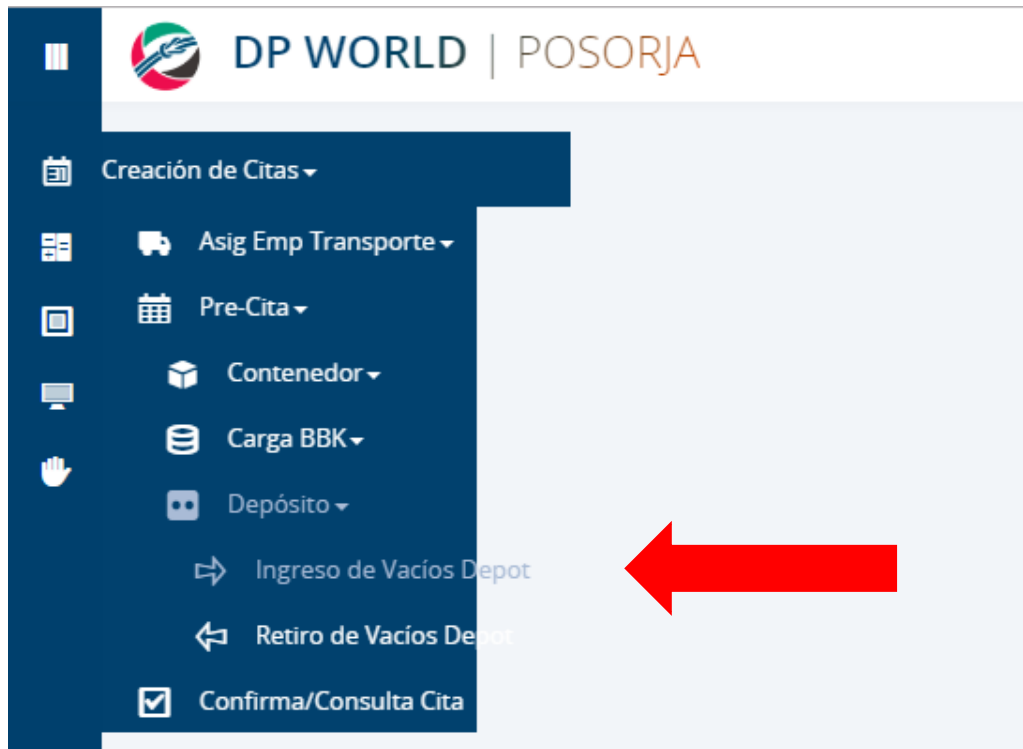 DP WORLD | POSORJA
Creación de Citas
Asig Emp Transporte
Pre-Cita
Contenedor
Carga BBK
Depósito
Ingreso de Vacíos Depot
Retiro de Vacíos Depot
Confirma/Consulta Cita